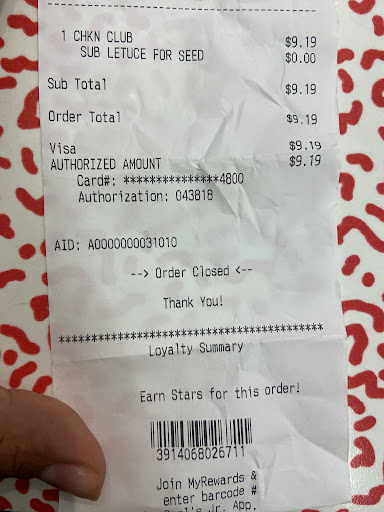 1 CHKN CLUB $9.19
SUB LETUCE FOR SEED $0.00
Sub Total $9.19
Order Total $9.19
Visa $9.19
AUTHORIZED AMOUNT $9.19
Card#: ***************4800
Authorization: 043818
AID: A0000000031010
--> Order Closed <--
Thank You!
****************************************
Loyalty Summary
Earn Stars for this order!
3914068026711
Join MyRewards &
enter barcode #
Jr. App.